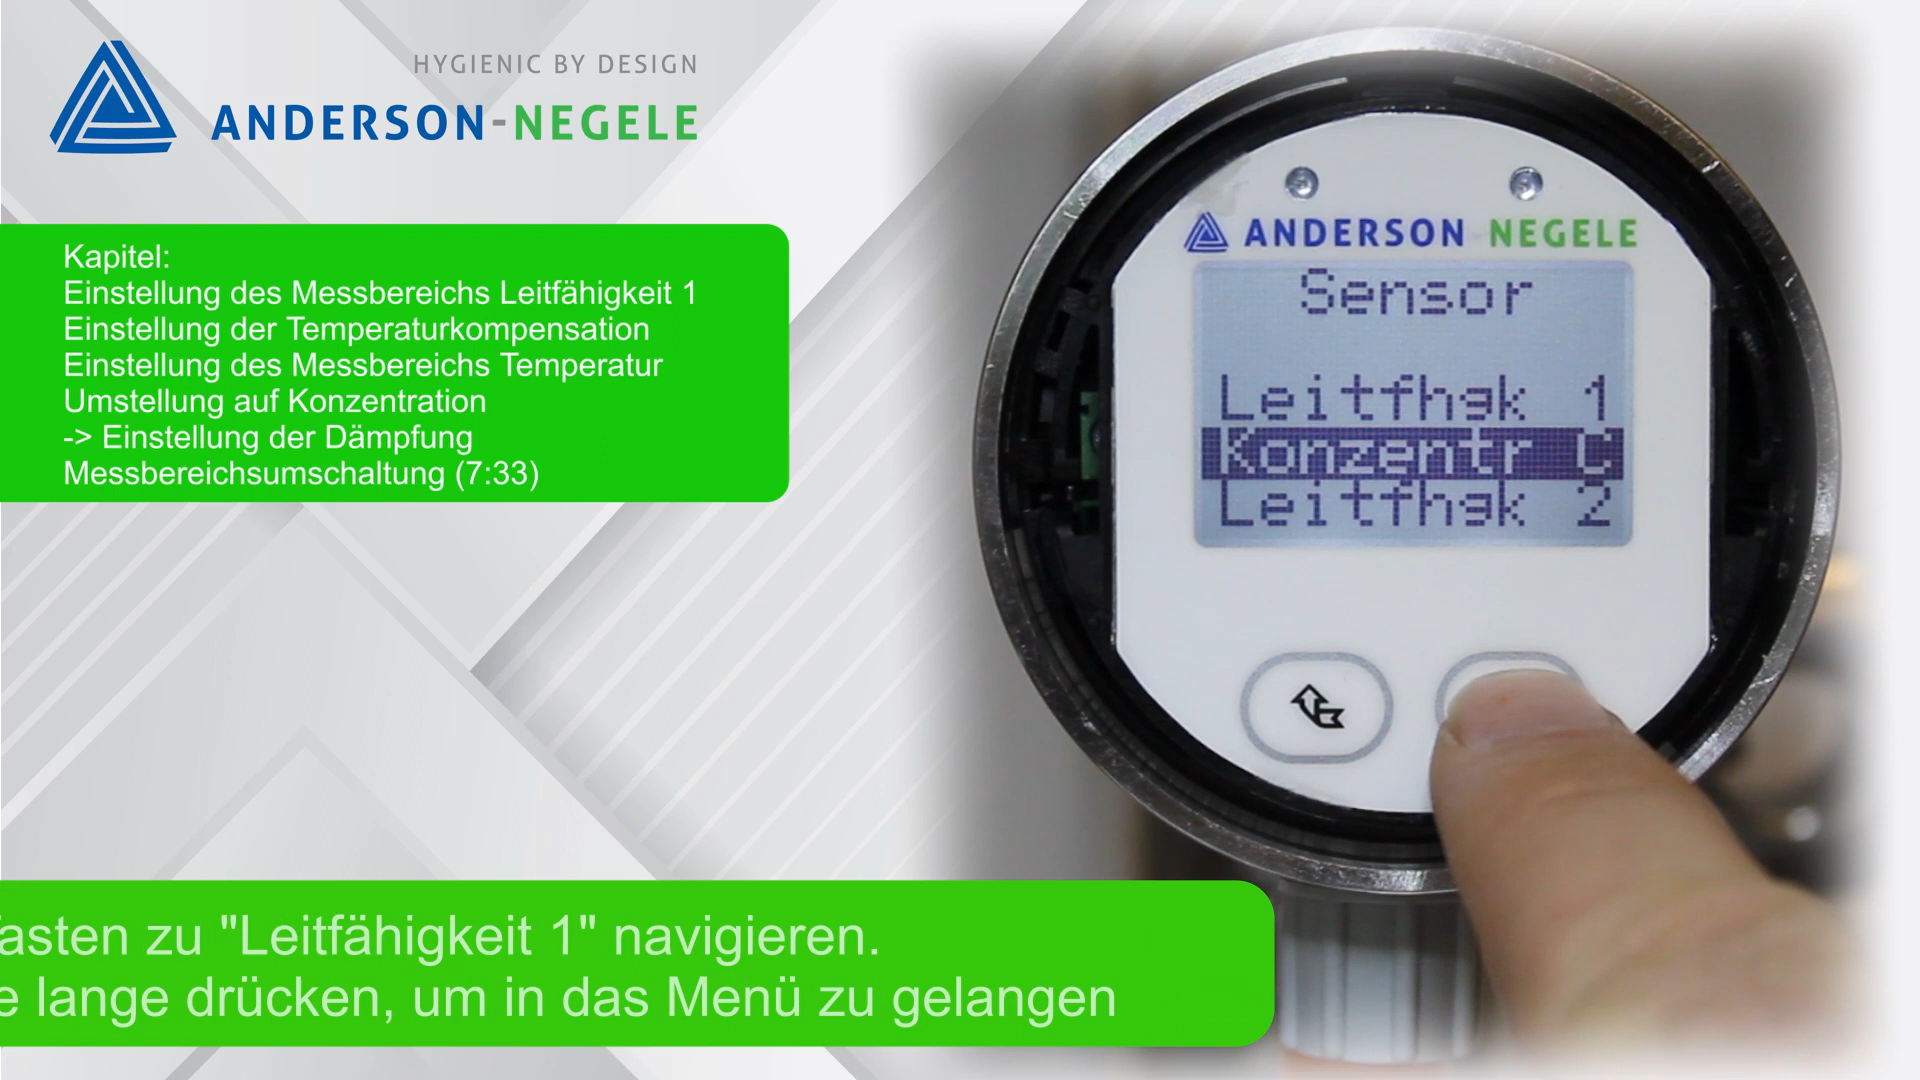 HYGIENIC BY DESIGN
ANDERSON-NEGELE
Kapitel:
Einstellung des Messbereichs Leitfähigkeit 1
Einstellung der Temperaturkompensation
Einstellung des Messbereichs Temperatur
Umstellung auf Konzentration
-> Einstellung der Dämpfung
Messbereichsumschaltung (7:33)
ANDERSON NEGELE
Sensor
Leitfhgk 1
Konzentr C
Leitfhgk 2
zu "Leitfähigkeit 1" navigieren.
lange drücken, um in das Menü zu gelangen